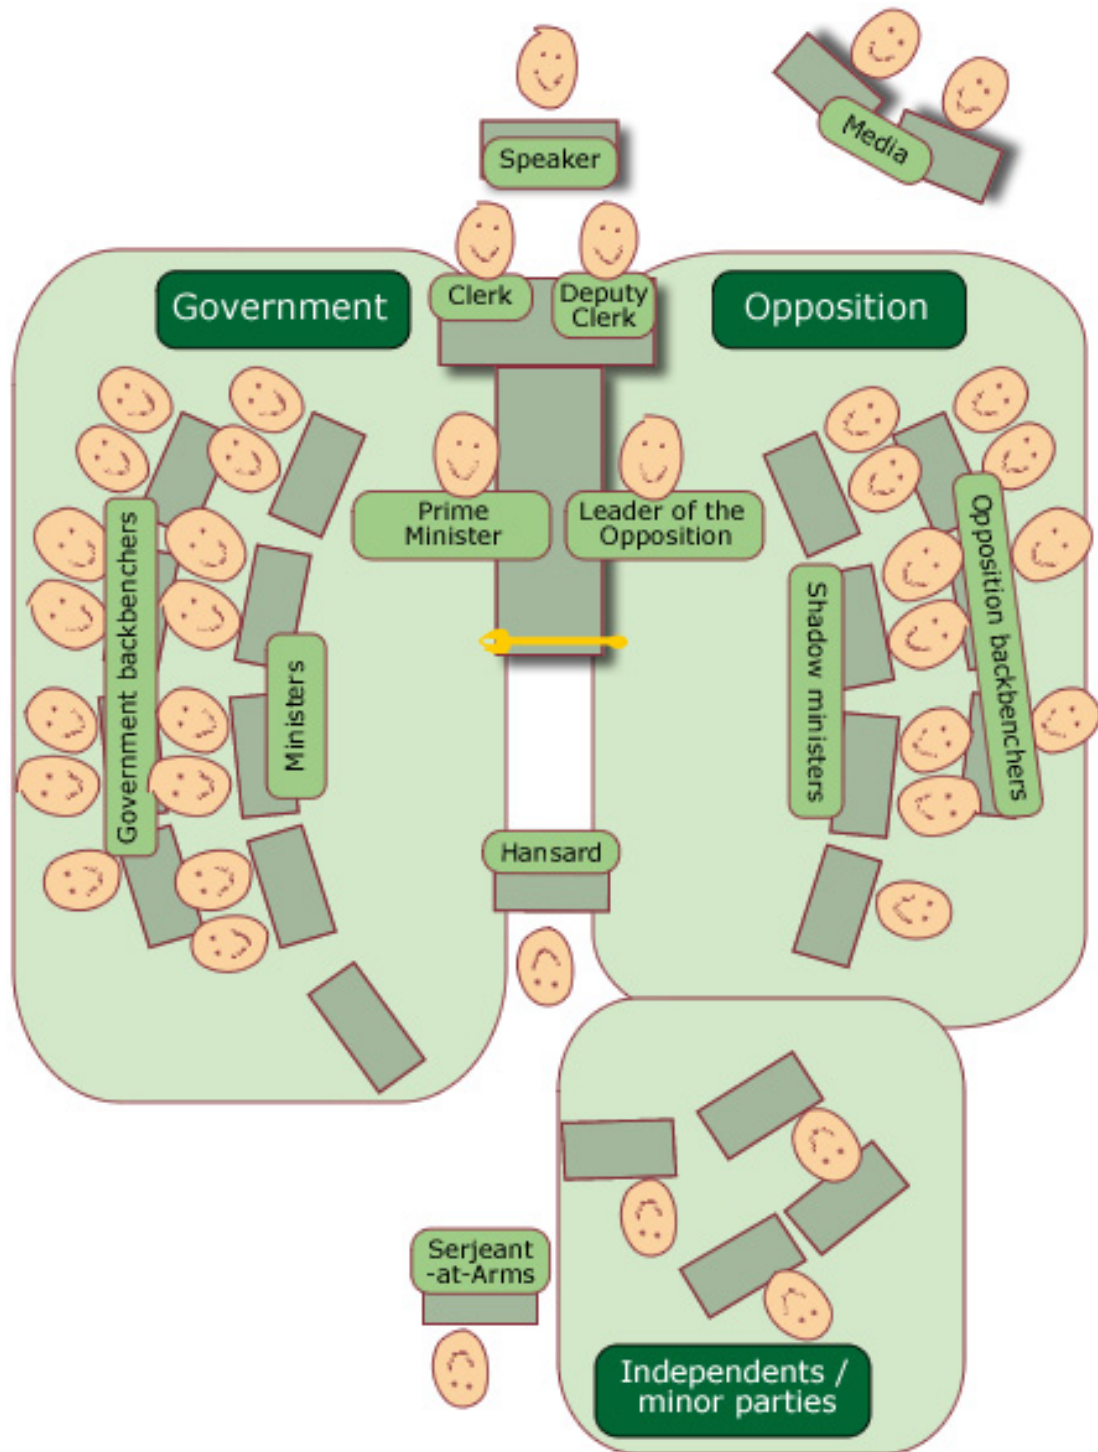 Media
Speaker
Clerk
Deputy
Clerk
Government
Opposition
Prime
Minister
Leader of the
Opposition
Government backbenchers
Ministers
Shadow ministers
Opposition backbenchers
Hansard
Serjeant
-at-Arms
Independents /
minor parties